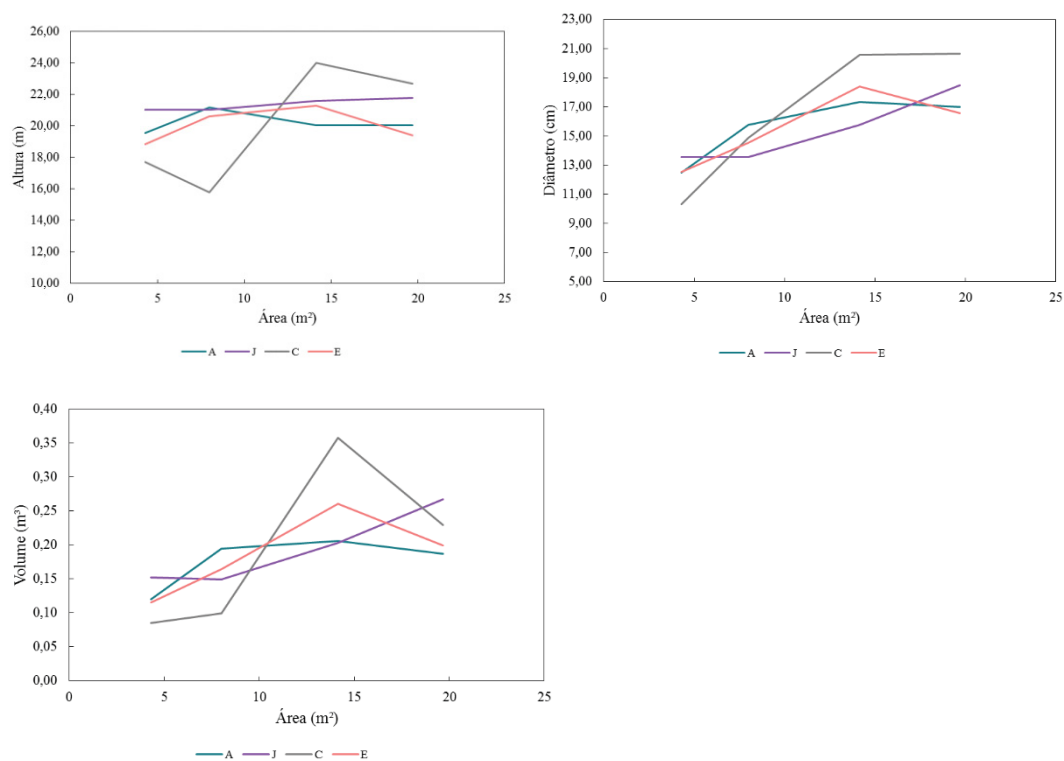 26,00
24,00
22,00
20,00
18,00
16,00
14,00
12,00
10,00
Altura (m)
0 5 10 15 20 25
Área (m²)
A J C E
23,00
21,00
19,00
17,00
15,00
13,00
11,00
9,00
7,00
5,00
Diâmetro (cm)
0 5 10 15 20 25
Área (m²)
A J C E
0,40
0,35
0,30
0,25
0,20
0,15
0,10
0,05
0,00
Volume (m³)
0 5 10 15 20 25
Área (m²)
A J C E